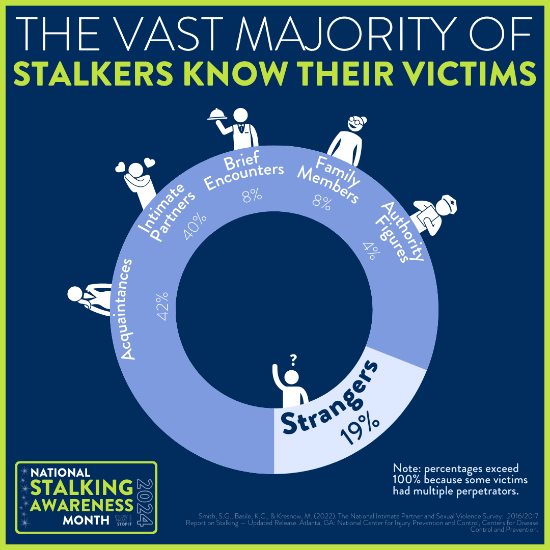 THE VAST MAJORITY OF
STALKERS KNOW THEIR VICTIMS
Brief
Encounters
8%
Family
Members
8%
Intimate
Partners
40%
Authority
Figures
4%
Acquaintances
42%
?
Strangers
19%
Note: percentages exceed
100% because some victims
had multiple perpetrators.
NATIONAL
STALKING
AWARENESS
MONTH
2024
Smith, S.G., Basile, K.C., & Kresnow, M. (2022). The National Intimate Partner and Sexual Violence Survey: 2016/2017
Report on Stalking — Updated Release. Atlanta, GA: National Center for Injury Prevention and Control, Centers for Disease
Control and Prevention.